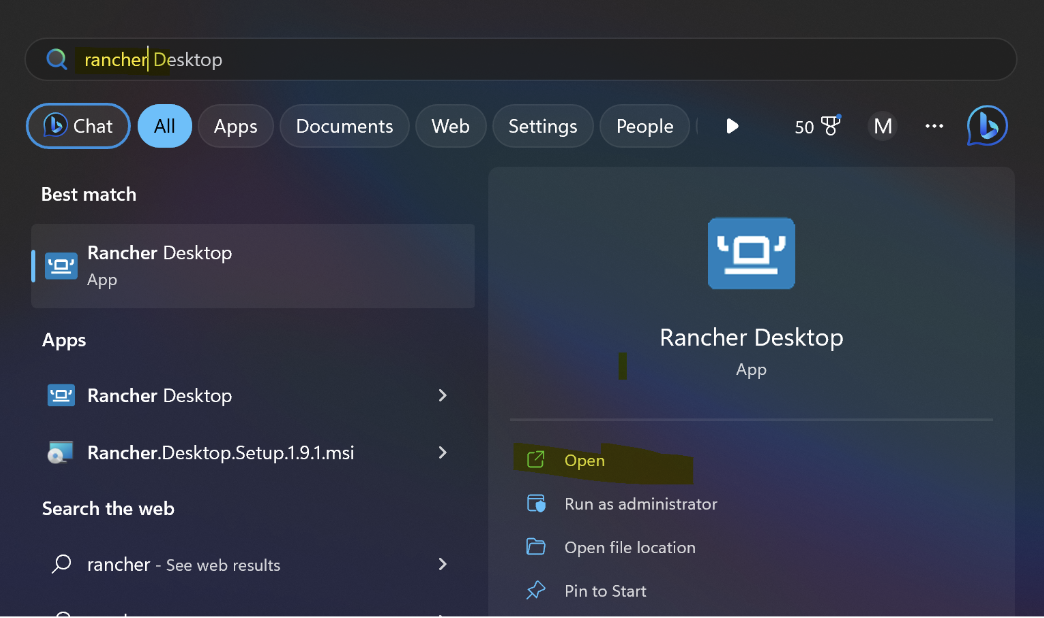 rancher Desktop
Chat All Apps Documents Web Settings People 50 M ...
Best match
Rancher Desktop
App
Apps
Rancher Desktop
Rancher.Desktop.Setup.1.9.1.msi
Search the web
rancher - See web results
Rancher Desktop
App
Open
Run as administrator
Open file location
Pin to Start